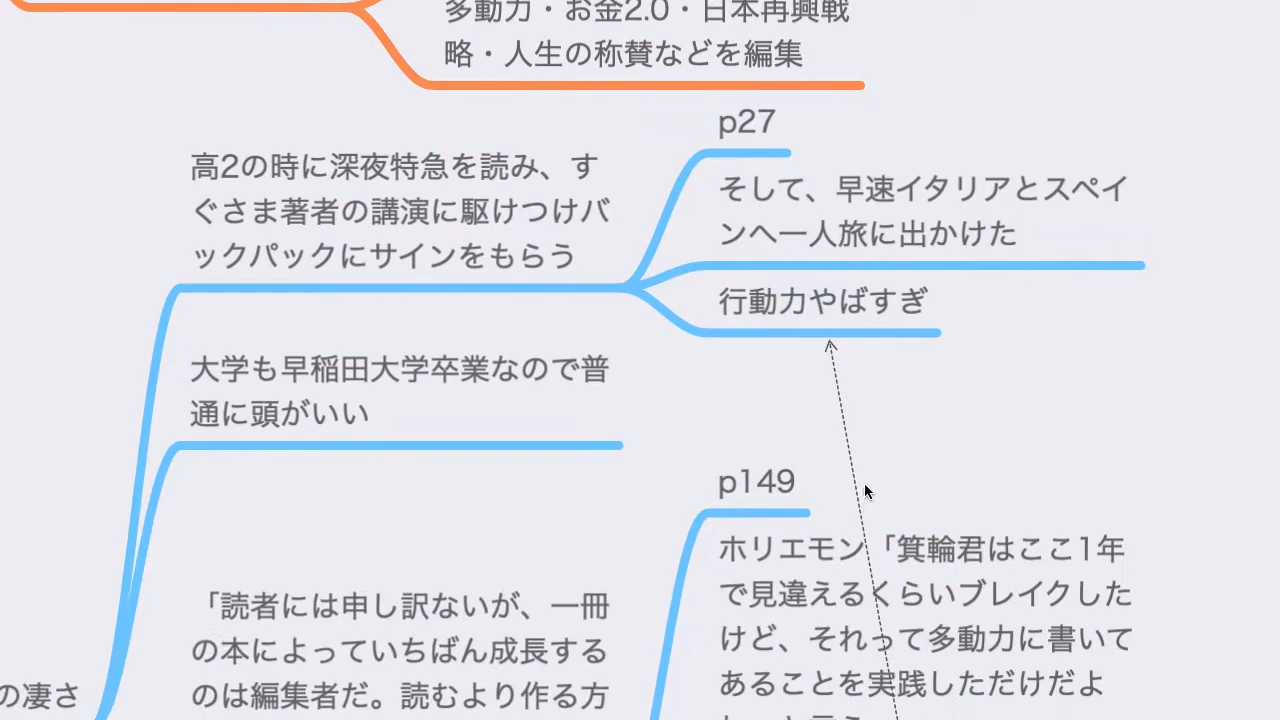 多動力・お金2.0・日本再興戦
略・人生の称賛などを編集
p27
高2の時に深夜特急を読み、す
ぐさま著者の講演に駆けつけバ
ックパックにサインをもらう
そして、早速イタリアとスペイ
ンへ一人旅に出かけた
行動力やばすぎ
大学も早稲田大学卒業なので普
通に頭がいい
p149
ホリエモン「箕輪君はここ1年
で見違えるくらいブレイクした
けど、それって多動力に書いて
あることを実践しただけだよ
「読者には申し訳ないが、一冊
の本によっていちばん成長する
のは編集者だ。読むより作る方
の凄さ